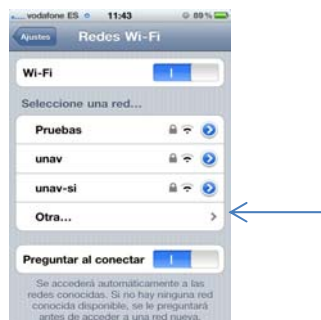 vodafone ES 11:43 89 %
Ajustes Redes Wi-Fi
Wi-Fi
Seleccione una red...
Pruebas
unav
unav-si
Otra...
Preguntar al conectar
Se accederá automáticamente a las
redes conocidas. Si no hay ninguna red
conocida disponible, se le preguntará
antes de acceder a una red nueva.